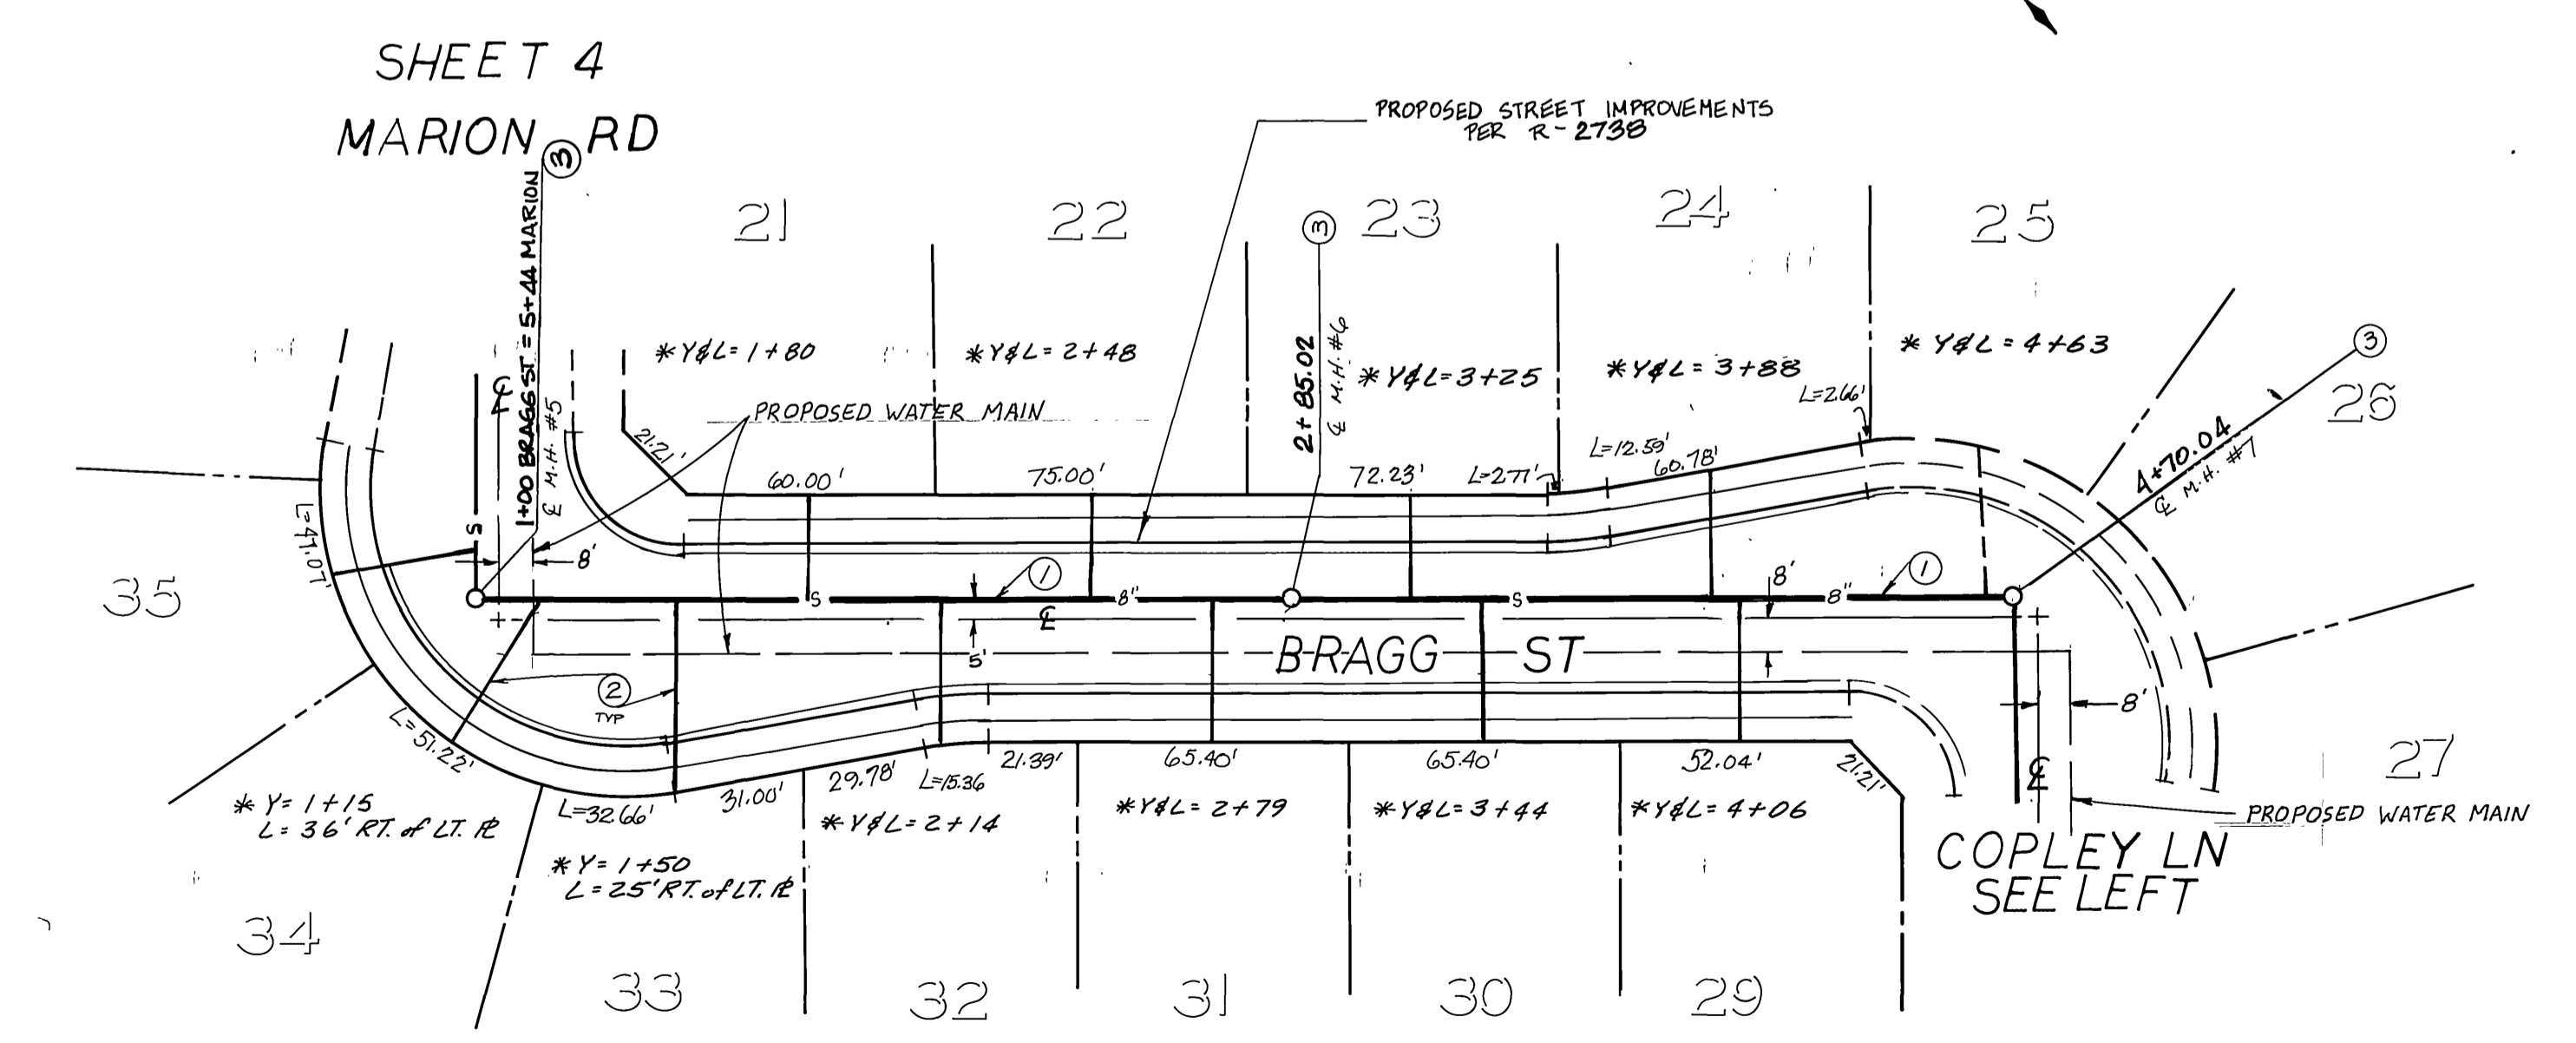 SHEET 4
MARION RD
3
1+00 BRAGG ST = 5+44 MARION
℄ M.H. #5
PROPOSED STREET IMPROVEMENTS
PER R-2738
21
22
3
23
24
25
26
27
*Y&L=1+80
*Y&L=2+48
2+85.02
℄ M.H. #6
*Y&L=3+25
*Y&L=3+88
*Y&L=4+63
3
4+70.04
℄ M.H. #7
℄
PROPOSED WATER MAIN
21.21'
60.00'
75.00'
72.23'
L=2.77'
L=12.59'
60.78'
L=2.66'
S
8'
1
1
8'
L=47.07'
35
S
8"
S
8"
℄
5'
BRAGG ST
2
TYP
8'
℄
L=51.22'
L=32.66'
31.00'
29.78'
L=15.36
21.39'
65.40'
65.40'
52.04'
21.21'
PROPOSED WATER MAIN
*Y=1+15
L=36' RT. of LT. ⅊
*Y=1+50
L=25' RT. of LT. ⅊
*Y&L=2+14
*Y&L=2+79
*Y&L=3+44
*Y&L=4+06
COPLEY LN
SEE LEFT
34
33
32
31
30
29